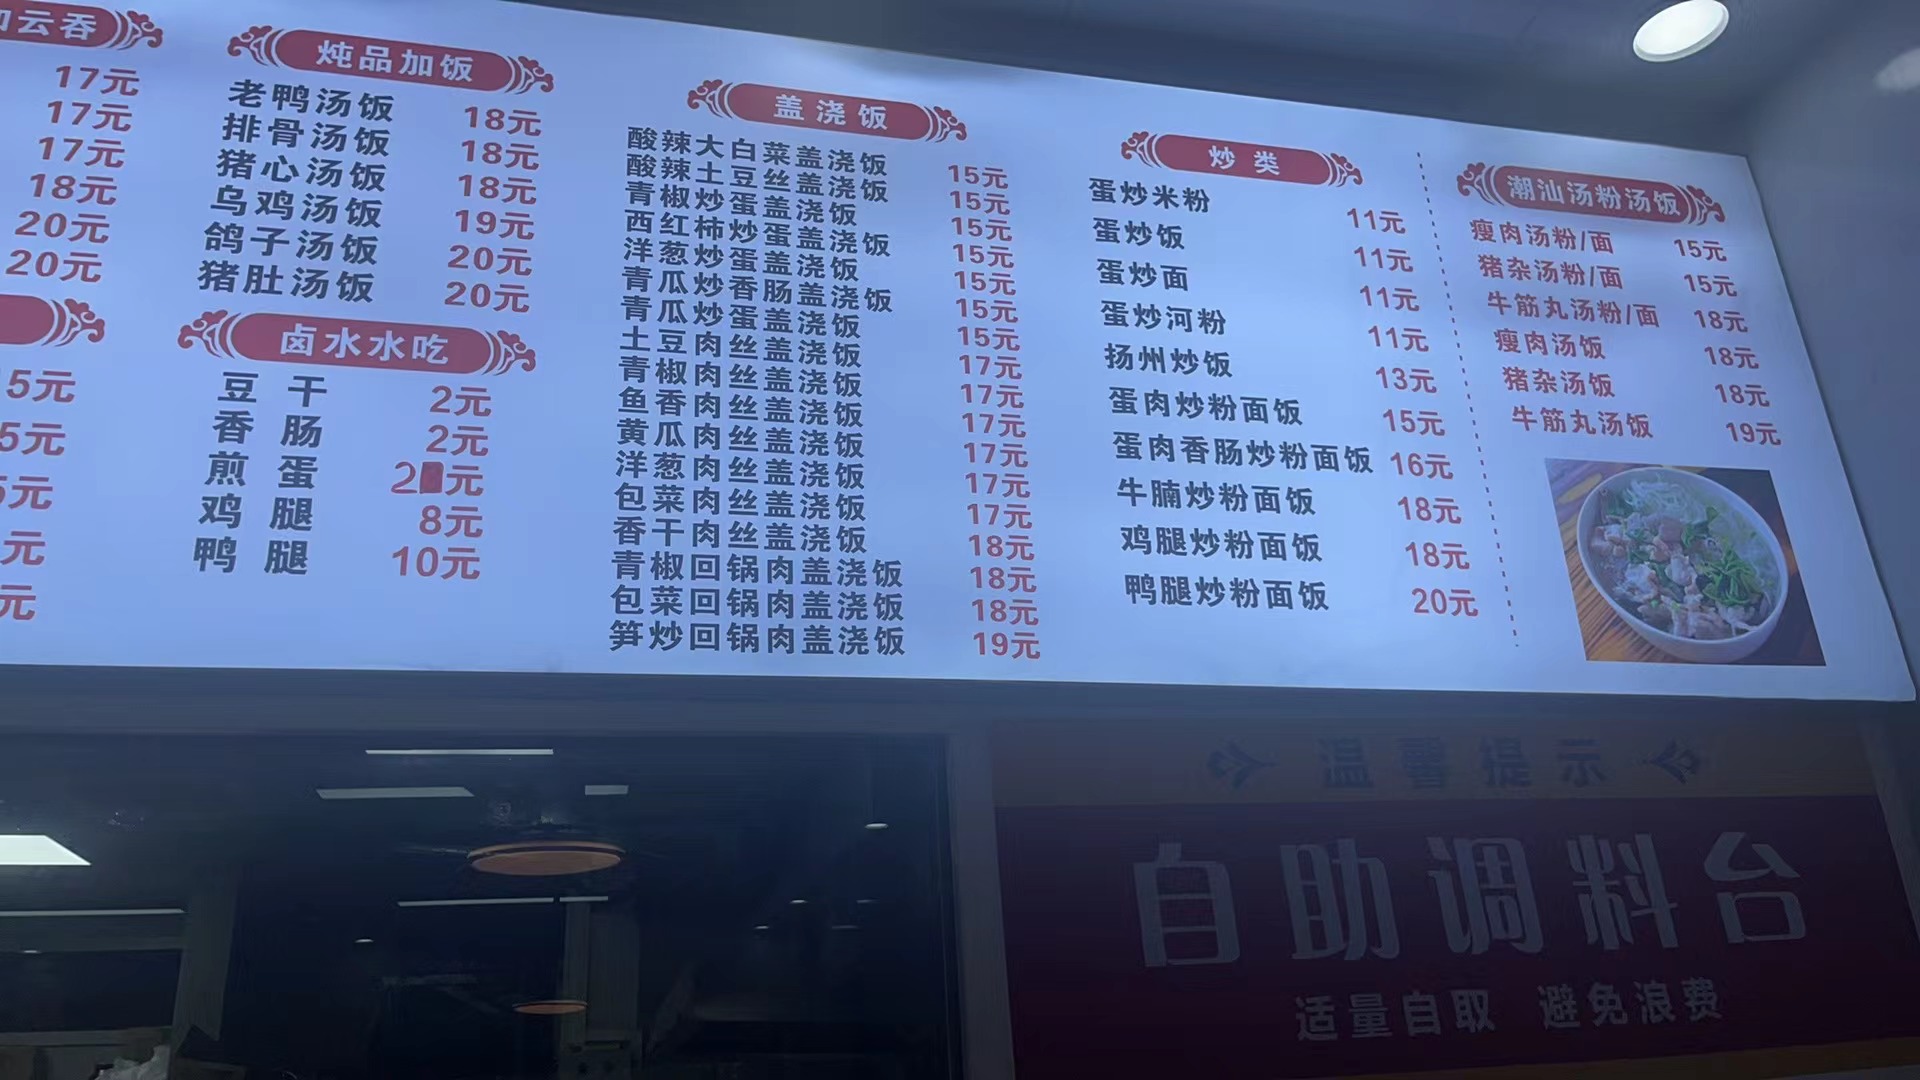 云吞
17元
17元
17元
18元
20元
20元
5元
5元
元
元
元
炖品加饭
老鸭汤饭 18元
排骨汤饭 18元
猪心汤饭 18元
乌鸡汤饭 19元
鸽子汤饭 20元
猪肚汤饭 20元
卤水水吃
豆干 2元
香肠 2元
煎蛋 2元
鸡腿 8元
鸭腿 10元
盖浇饭
酸辣大白菜盖浇饭 15元
酸辣土豆丝盖浇饭 15元
青椒炒蛋盖浇饭 15元
西红柿炒蛋盖浇饭 15元
洋葱炒蛋盖浇饭 15元
青瓜炒香肠盖浇饭 15元
青瓜炒蛋盖浇饭 15元
土豆肉丝盖浇饭 17元
青椒肉丝盖浇饭 17元
鱼香肉丝盖浇饭 17元
黄瓜肉丝盖浇饭 17元
洋葱肉丝盖浇饭 17元
包菜肉丝盖浇饭 17元
香干肉丝盖浇饭 18元
青椒回锅肉盖浇饭 18元
包菜回锅肉盖浇饭 18元
笋炒回锅肉盖浇饭 19元
炒类
蛋炒米粉 11元
蛋炒饭 11元
蛋炒面 11元
蛋炒河粉 11元
扬州炒饭 13元
蛋肉炒粉面饭 15元
蛋肉香肠炒粉面饭 16元
牛腩炒粉面饭 18元
鸡腿炒粉面饭 18元
鸭腿炒粉面饭 20元
潮汕汤粉汤饭
瘦肉汤粉/面 15元
猪杂汤粉/面 15元
牛筋丸汤粉/面 18元
瘦肉汤饭 18元
猪杂汤饭 18元
牛筋丸汤饭 19元
温馨提示
自助调料台
适量自取 避免浪费